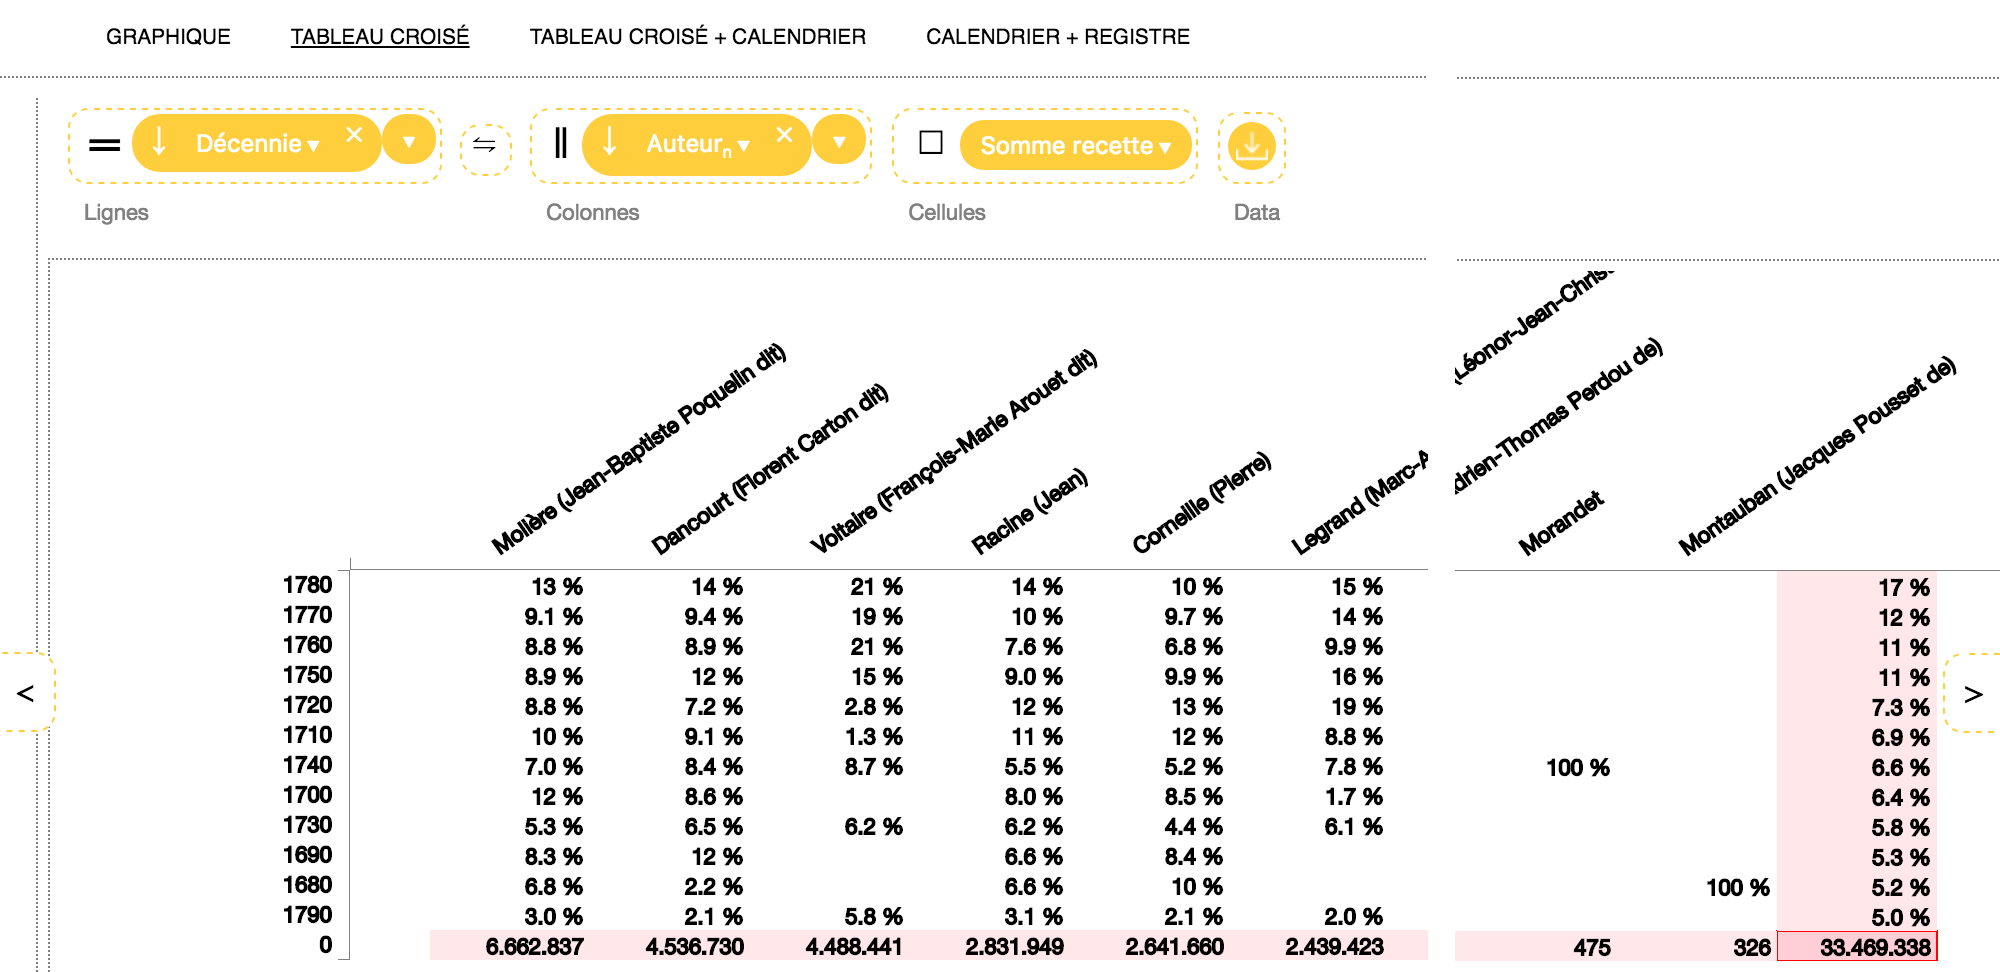 GRAPHIQUE TABLEAU CROISÉ TABLEAU CROISÉ + CALENDRIER CALENDRIER + REGISTRE
Décennie ▾ × ▾ ⇋ Auteurn ▾ × ▾ Somme recette ▾
Lignes Colonnes Cellules Data
Molière (Jean-Baptiste Poquelin dit)
Dancourt (Florent Carton dit)
Voltaire (François-Marie Arouet dit)
Racine (Jean)
Corneille (Pierre)
Legrand (Marc-A
(Léonor-Jean-Chris
drien-Thomas Perdou de)
Morandet
Montauban (Jacques Pousset de)
1780 13 % 14 % 21 % 14 % 10 % 15 % 17 %
1770 9.1 % 9.4 % 19 % 10 % 9.7 % 14 % 12 %
1760 8.8 % 8.9 % 21 % 7.6 % 6.8 % 9.9 % 11 %
1750 8.9 % 12 % 15 % 9.0 % 9.9 % 16 % 11 %
1720 8.8 % 7.2 % 2.8 % 12 % 13 % 19 % 7.3 %
1710 10 % 9.1 % 1.3 % 11 % 12 % 8.8 % 6.9 %
1740 7.0 % 8.4 % 8.7 % 5.5 % 5.2 % 7.8 % 100 % 6.6 %
1700 12 % 8.6 % 8.0 % 8.5 % 1.7 % 6.4 %
1730 5.3 % 6.5 % 6.2 % 6.2 % 4.4 % 6.1 % 5.8 %
1690 8.3 % 12 % 6.6 % 8.4 % 5.3 %
1680 6.8 % 2.2 % 6.6 % 10 % 100 % 5.2 %
1790 3.0 % 2.1 % 5.8 % 3.1 % 2.1 % 2.0 % 5.0 %
0 6.662.837 4.536.730 4.488.441 2.831.949 2.641.660 2.439.423 475 326 33.469.338
< >